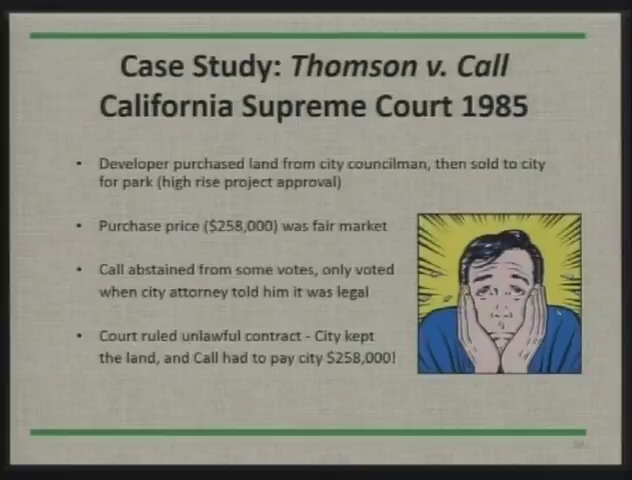 Case Study: Thomson v. Call
California Supreme Court 1985
• Developer purchased land from city councilman, then sold to city
for park (high rise project approval)
• Purchase price ($258,000) was fair market
• Call abstained from some votes, only voted
when city attorney told him it was legal
• Court ruled unlawful contract - City kept
the land, and Call had to pay city $258,000!